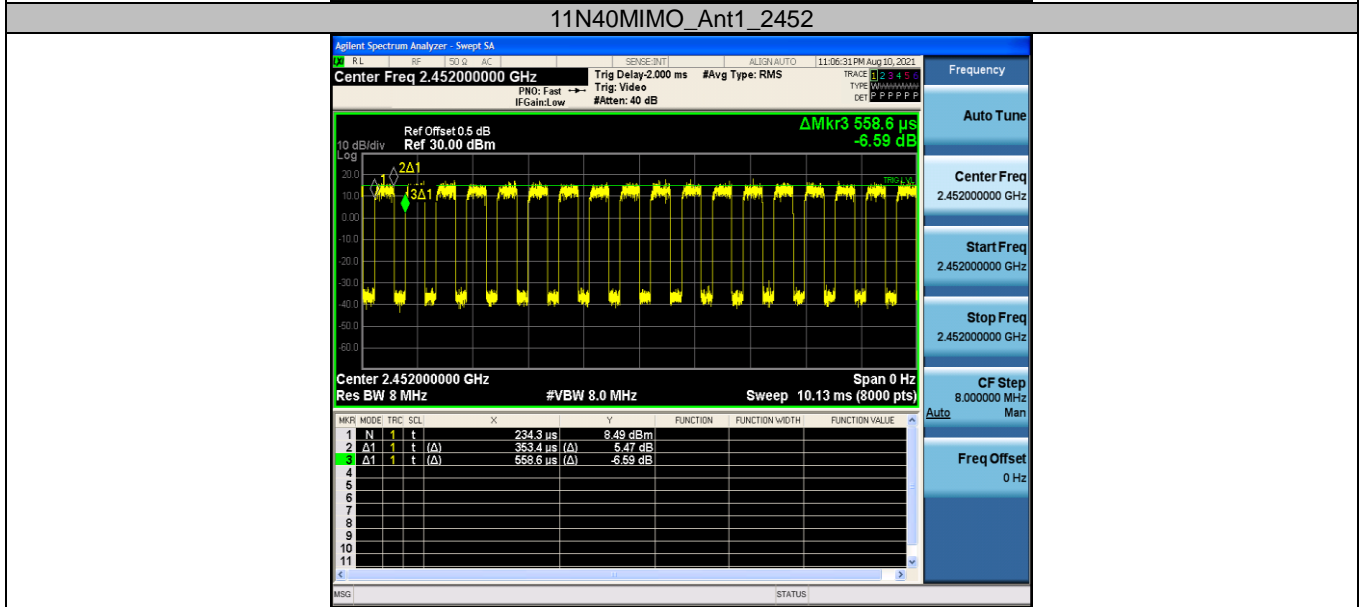 11N40MIMO_Ant1_2452
Agilent Spectrum Analyzer - Swept SA
RL RF 50 Ω AC SENSE:INT ALIGN AUTO 11:06:31 PM Aug 10, 2021
Center Freq 2.452000000 GHz
PNO: Fast
IFGain:Low
Trig Delay-2.000 ms
Trig: Video
#Atten: 40 dB
#Avg Type: RMS
TRACE 1 2 3 4 5 6
TYPE W
DET P P P P P P
ΔMkr3 558.6 µs
-6.59 dB
Ref Offset 0.5 dB
10 dB/div Ref 30.00 dBm
Log
20.0
10.0
0.00
-10.0
-20.0
-30.0
-40.0
-50.0
-60.0
1
2Δ1
3Δ1
TRIG LVL
Center 2.452000000 GHz Span 0 Hz
Res BW 8 MHz #VBW 8.0 MHz Sweep 10.13 ms (8000 pts)
MKR MODE TRC SCL X Y FUNCTION FUNCTION WIDTH FUNCTION VALUE
1 N 1 t 234.3 µs 8.49 dBm
2 Δ1 1 t (Δ) 353.4 µs (Δ) 5.47 dB
3 Δ1 1 t (Δ) 558.6 µs (Δ) -6.59 dB
4
5
6
7
8
9
10
11
MSG STATUS
Frequency
Auto Tune
Center Freq
2.452000000 GHz
Start Freq
2.452000000 GHz
Stop Freq
2.452000000 GHz
CF Step
8.000000 MHz
Auto Man
Freq Offset
0 Hz